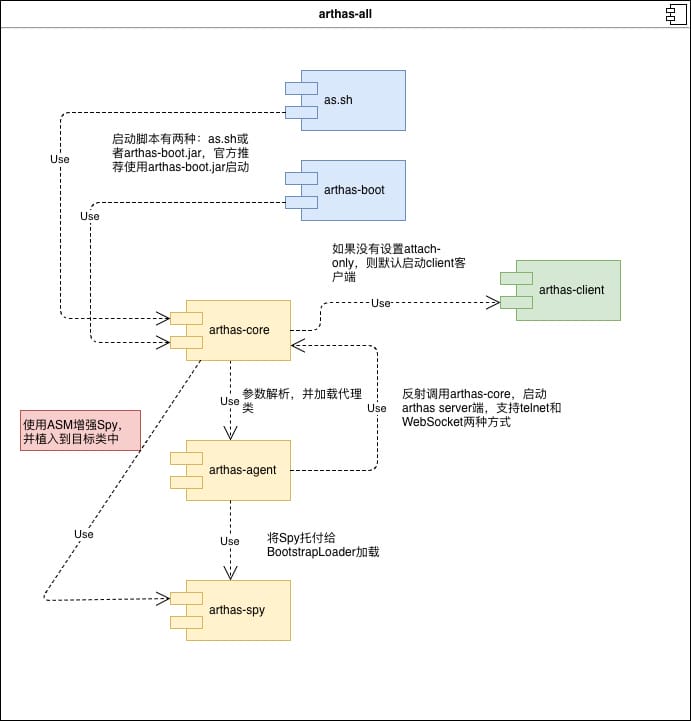 arthas-all
as.sh
启动脚本有两种：as.sh或
者arthas-boot.jar，官方推
荐使用arthas-boot.jar启动
Use
arthas-boot
Use
如果没有设置attach-
only，则默认启动client客
户端
arthas-client
Use
arthas-core
参数解析，并加载代理
类
Use
反射调用arthas-core，启动
arthas server端，支持telnet和
WebSocket两种方式
Use
使用ASM增强Spy，
并植入到目标类中
arthas-agent
Use
Use
将Spy托付给
BootstrapLoader加载
arthas-spy